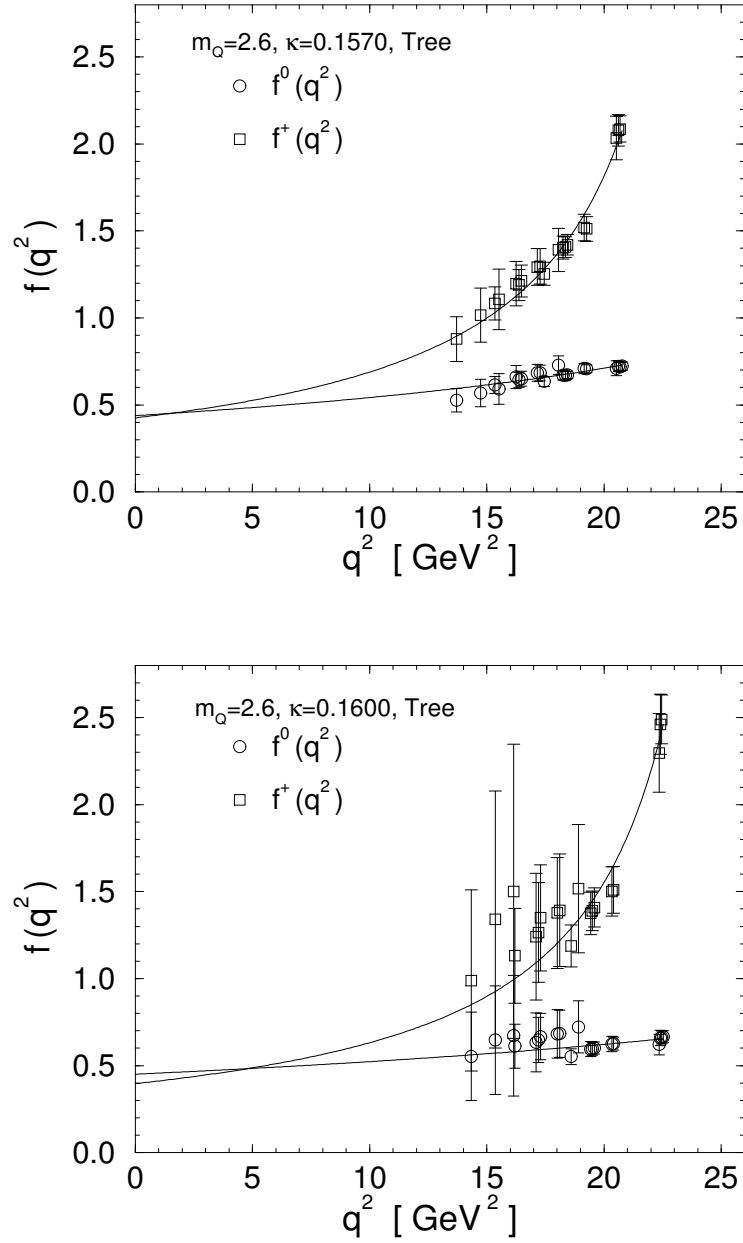 m_Q=2.6, κ=0.1570, Tree
f^0(q^2)
f^+(q^2)
f(q^2)
2.5
2.0
1.5
1.0
0.5
0.0
0 5 10 15 20 25
q^2 [ GeV^2 ]
m_Q=2.6, κ=0.1600, Tree
f^0(q^2)
f^+(q^2)
f(q^2)
2.5
2.0
1.5
1.0
0.5
0.0
0 5 10 15 20 25
q^2 [ GeV^2 ]